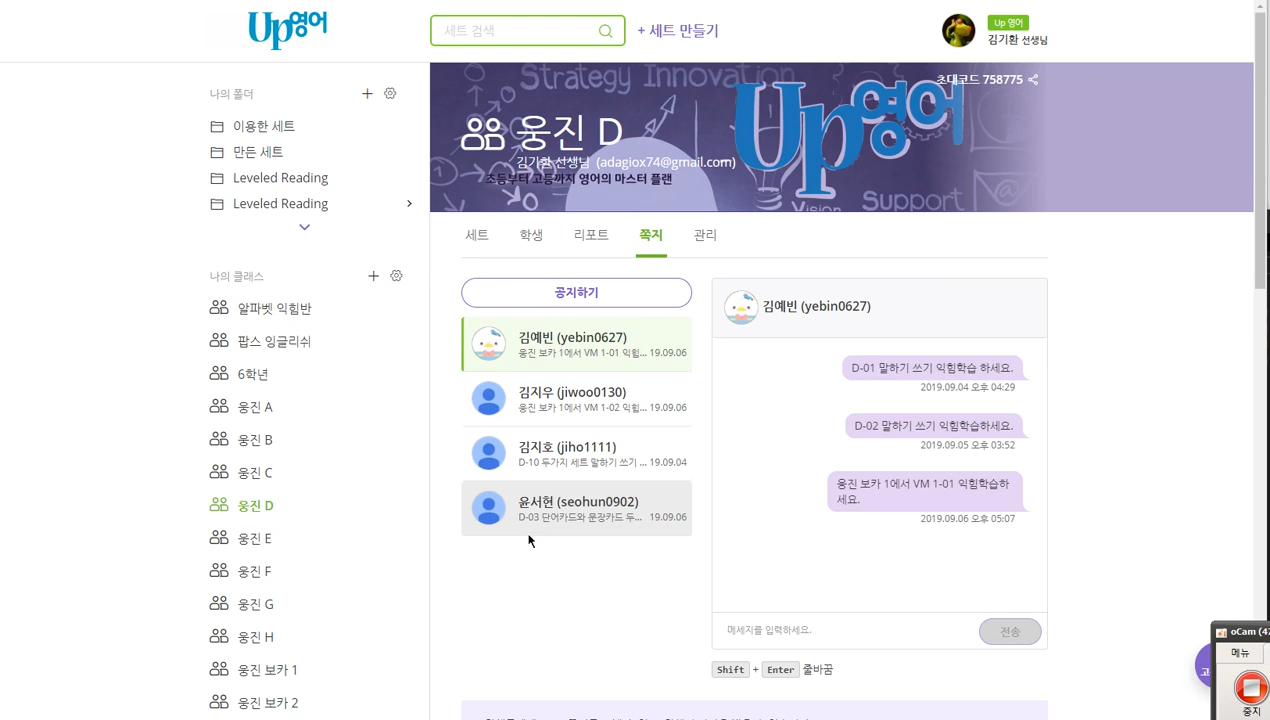 Up영어
세트 검색
+ 세트 만들기
Up 영어
김기환 선생님
나의 폴더
이용한 세트
만든 세트
Leveled Reading
Leveled Reading
나의 클래스
알파벳 익힘반
팝스 잉글리쉬
6학년
웅진 A
웅진 B
웅진 C
웅진 D
웅진 E
웅진 F
웅진 G
웅진 H
웅진 보카 1
웅진 보카 2
Strategy Innovation
초대코드 758775
웅진 D
김기환 선생님 (adagiox74@gmail.com)
초등부터 고등까지 영어의 마스터 플랜
Up영어
Vision
Support
세트
학생
리포트
쪽지
관리
공지하기
김예빈 (yebin0627)
웅진 보카 1에서 VM 1-01 익힘... 19.09.06
김지우 (jiwoo0130)
웅진 보카 1에서 VM 1-02 익힘... 19.09.06
김지호 (jiho1111)
D-10 두가지 세트 말하기 쓰기 ... 19.09.04
윤서현 (seohun0902)
D-03 단어카드와 문장카드 두... 19.09.06
김예빈 (yebin0627)
D-01 말하기 쓰기 익힘학습 하세요.
2019.09.04 오후 04:29
D-02 말하기 쓰기 익힘학습하세요.
2019.09.05 오후 03:52
웅진 보카 1에서 VM 1-01 익힘학습하
세요.
2019.09.06 오후 05:07
메세지를 입력하세요.
전송
Shift + Enter 줄바꿈
oCam (47
메뉴
고
중지